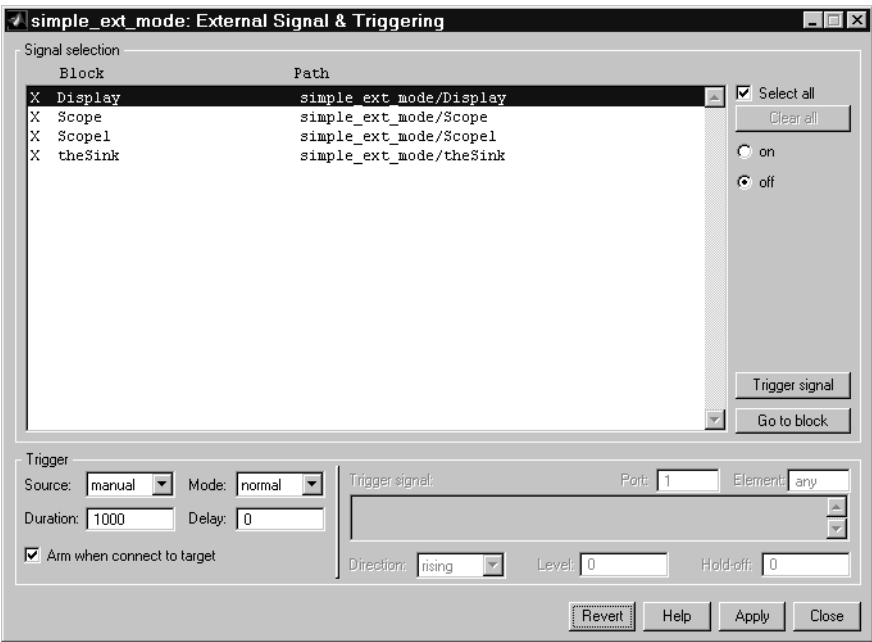 simple_ext_mode: External Signal & Triggering
Signal selection
Block Path
X Display simple_ext_mode/Display
X Scope simple_ext_mode/Scope
X Scope1 simple_ext_mode/Scope1
X theSink simple_ext_mode/theSink
Select all
Clear all
on
off
Trigger signal
Go to block
Trigger
Source: manual Mode: normal
Duration: 1000 Delay: 0
Arm when connect to target
Trigger signal: Port: 1 Element: any
Direction: rising Level: 0 Hold-off: 0
Revert Help Apply Close